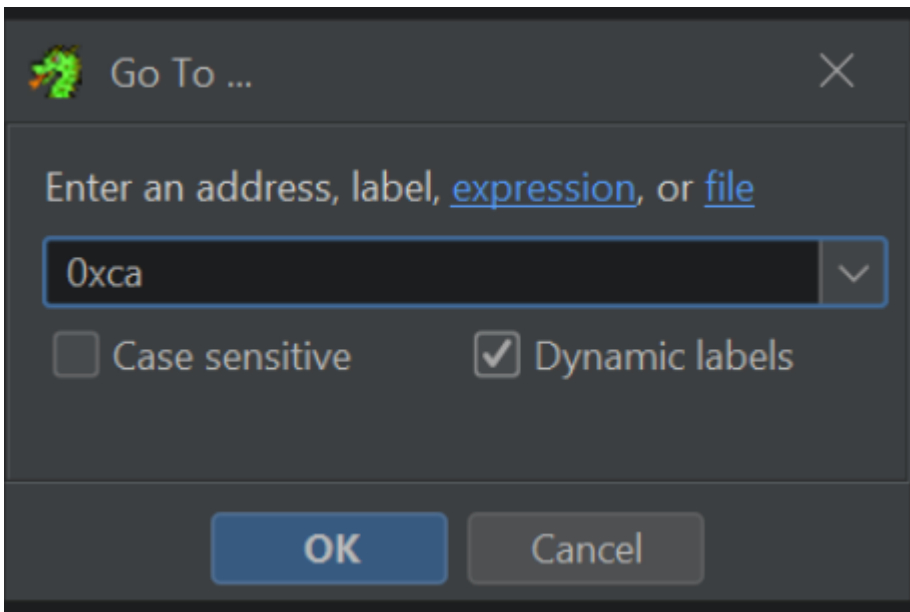 Go To ...
Enter an address, label, expression, or file
0xca
Case sensitive Dynamic labels
OK Cancel